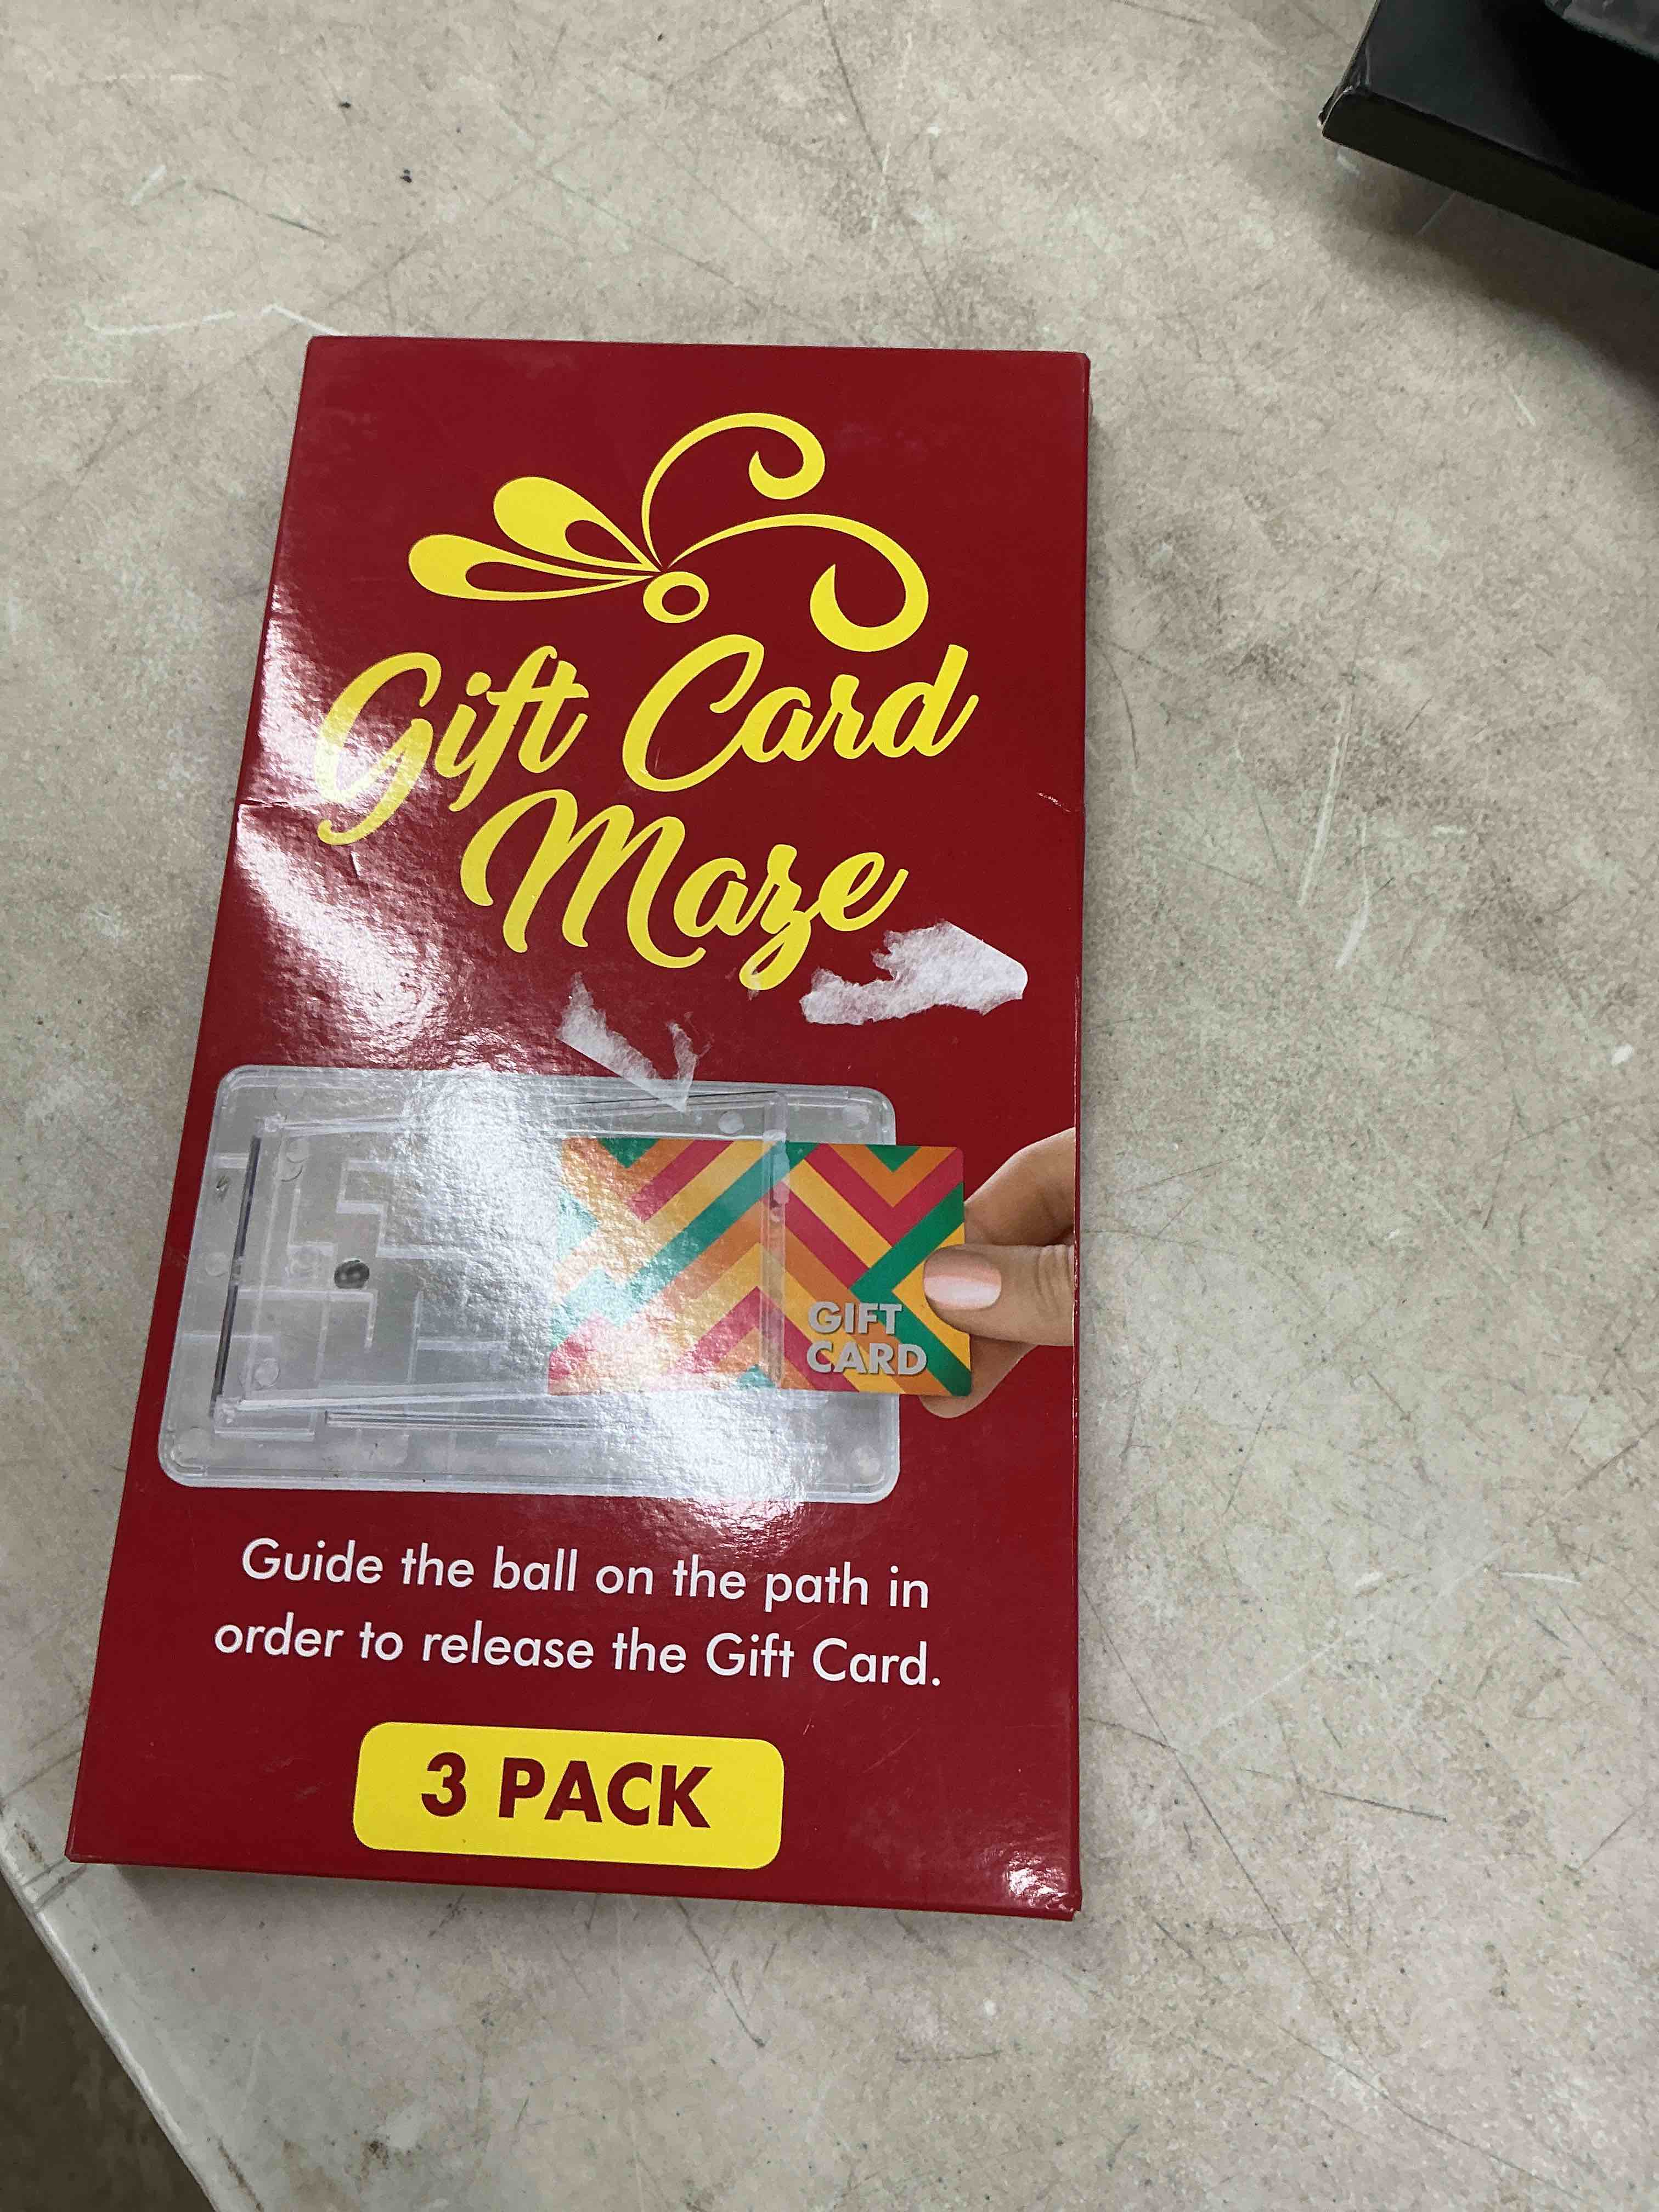 Gift Card
Maze
GIFT
CARD
Guide the ball on the path in
order to release the Gift Card.
3 PACK